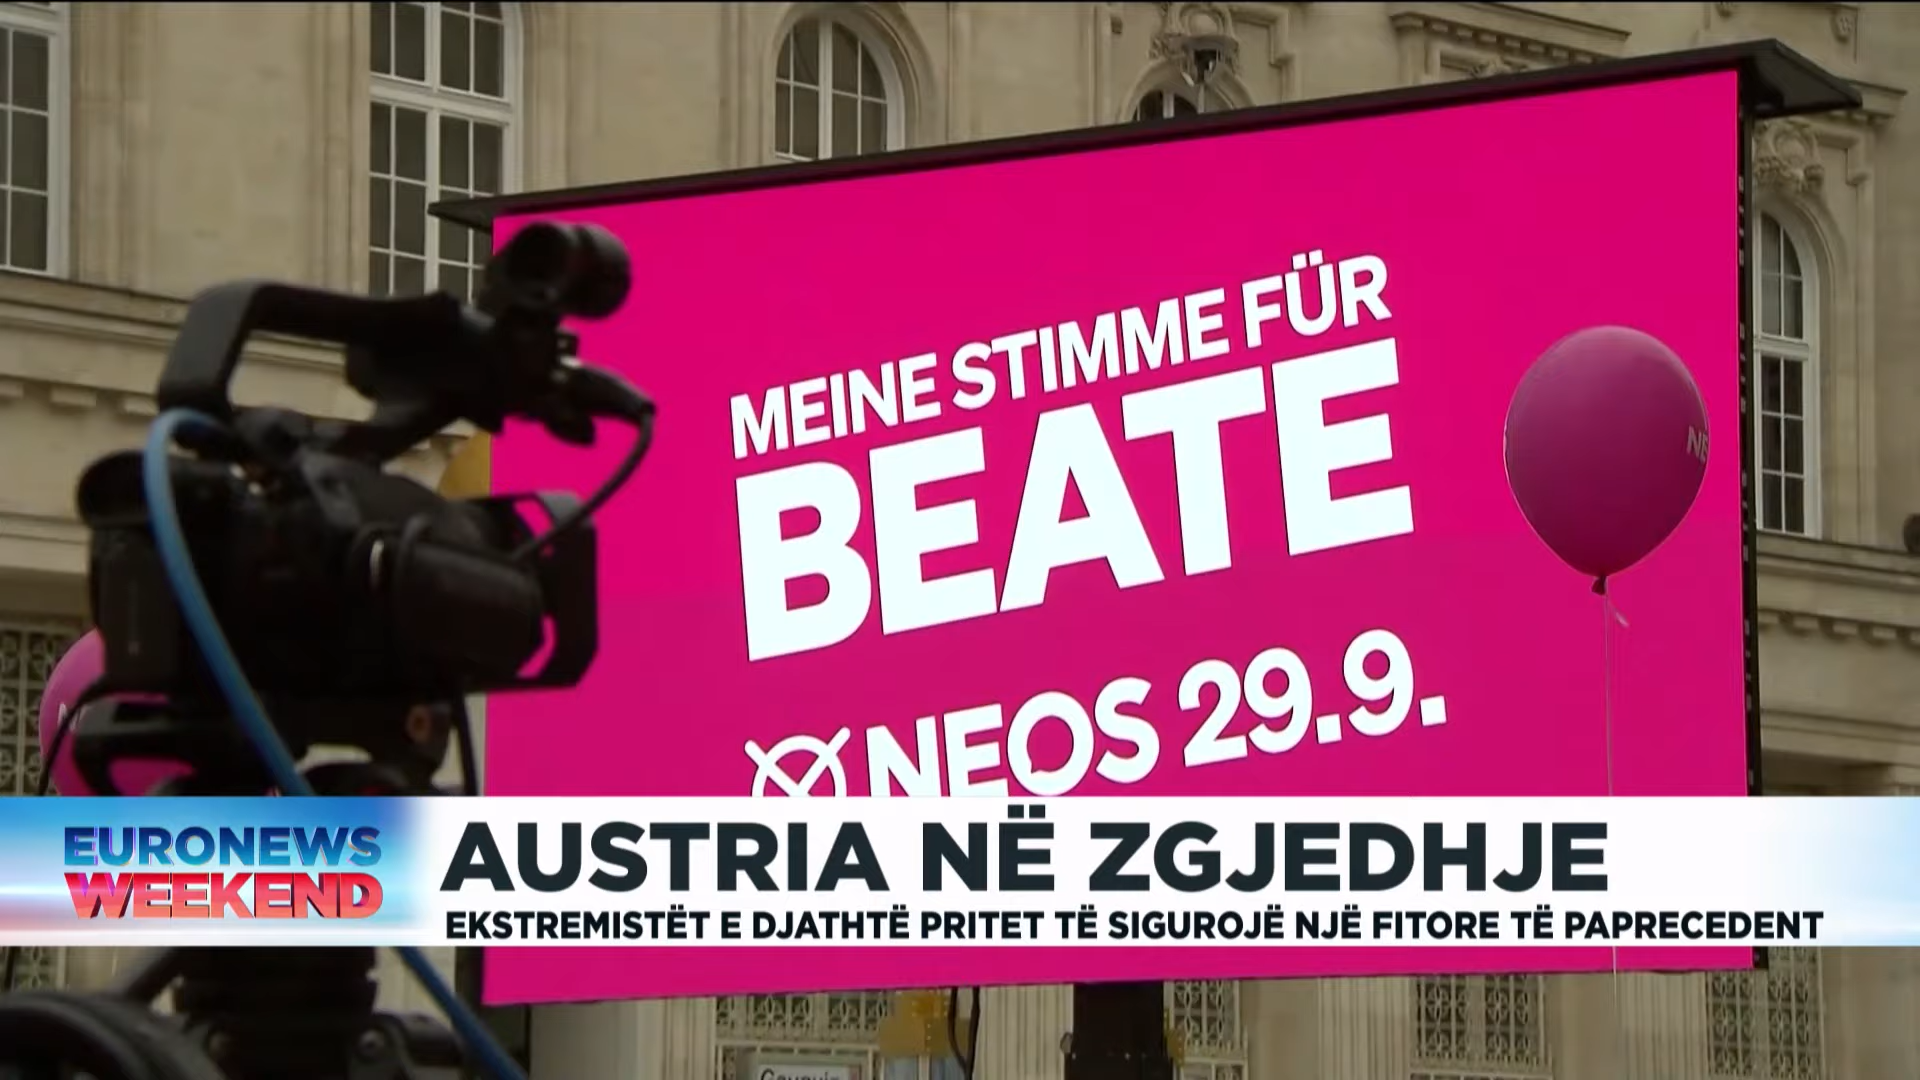 MEINE STIMME FÜR
BEATE
NEOS 29.9.
NE
EURONEWS
WEEKEND
AUSTRIA NË ZGJEDHJE
EKSTREMISTËT E DJATHTË PRITET TË SIGUROJË NJË FITORE TË PAPRECEDENT